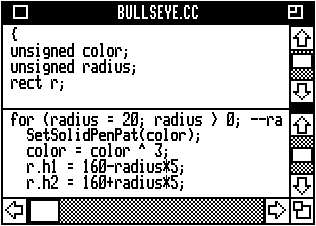 BULLSEYE.CC
{
unsigned color;
unsigned radius;
rect r;
for (radius = 20; radius > 0; --ra
SetSolidPenPat(color);
color = color ^ 3;
r.h1 = 160-radius*5;
r.h2 = 160+radius*5;